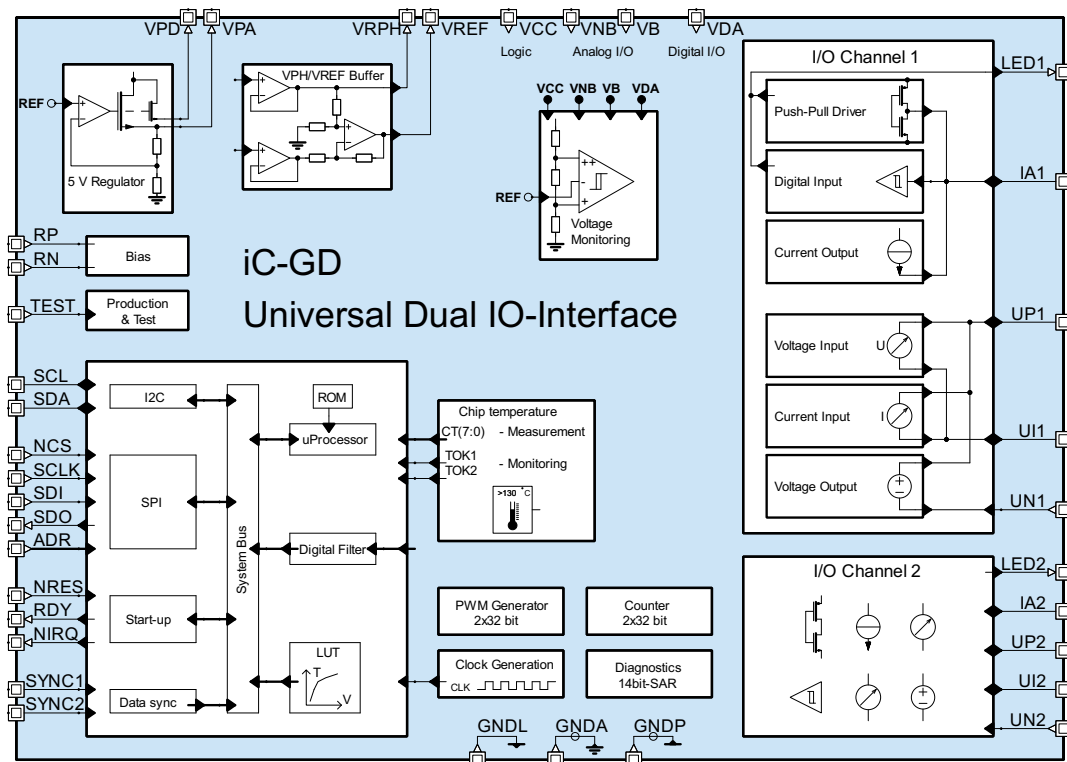 VPD VPA VRPH VREF VCC VNB VB VDA
Logic Analog I/O Digital I/O
REF
5 V Regulator
VPH/VREF Buffer
VCC VNB VB VDA
++
-
+
REF
Voltage
Monitoring
RP
RN
Bias
TEST
Production
& Test
iC-GD
Universal Dual IO-Interface
I/O Channel 1
LED1
Push-Pull Driver
Digital Input
IA1
Current Output
UP1
Voltage Input
U
Current Input
I
UI1
Voltage Output
UN1
SCL
SDA
NCS
SCLK
SDI
SDO
ADR
NRES
RDY
NIRQ
SYNC1
SYNC2
I2C
SPI
Start-up
Data sync
System Bus
ROM
uProcessor
Digital Filter
LUT
T
V
Chip temperature
CT(7:0) - Measurement
TOK1
- Monitoring
TOK2
>130 °C
PWM Generator
2x32 bit
Counter
2x32 bit
Clock Generation
CLK
Diagnostics
14bit-SAR
I/O Channel 2
LED2
IA2
UP2
UI2
UN2
GNDL GNDA GNDP